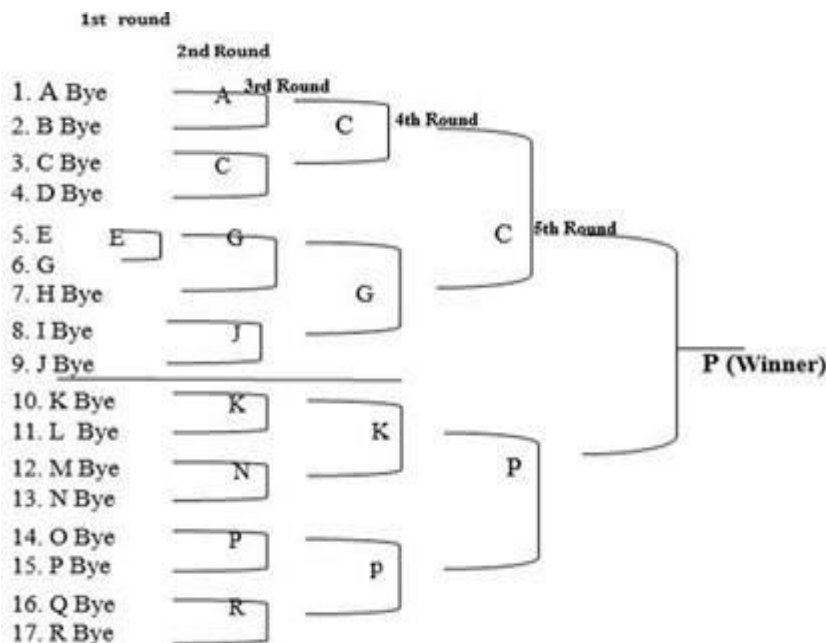 1st round
2nd Round
3rd Round
4th Round
5th Round
1. A Bye
2. B Bye
3. C Bye
4. D Bye
5. E
6. G
7. H Bye
8. I Bye
9. J Bye
10. K Bye
11. L Bye
12. M Bye
13. N Bye
14. O Bye
15. P Bye
16. Q Bye
17. R Bye
E
A
C
G
J
K
N
P
R
C
G
K
P
C
P
P (Winner)